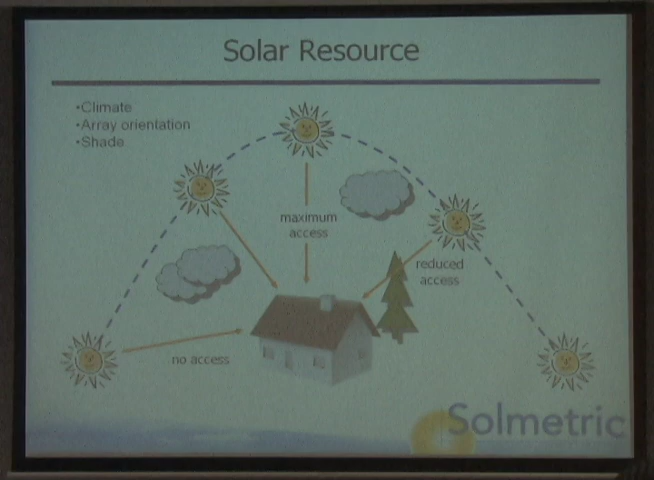 Solar Resource
•Climate
•Array orientation
•Shade
maximum
access
reduced
access
no access
Solmetric